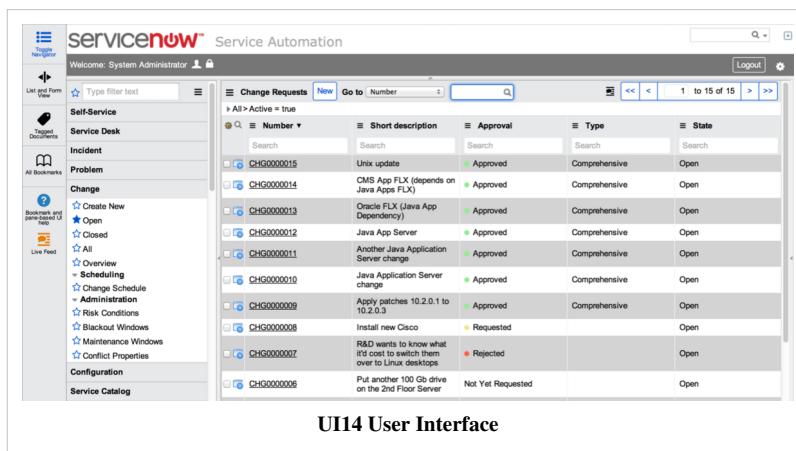 servicenow™ Service Automation
Toggle
Navigator
Welcome: System Administrator
Logout
List and Form
View
Tagged
Documents
All Bookmarks
Bookmark and
pane-based UI
help
Live Feed
Type filter text
Self-Service
Service Desk
Incident
Problem
Change
Create New
Open
Closed
All
Overview
Scheduling
Change Schedule
Administration
Risk Conditions
Blackout Windows
Maintenance Windows
Conflict Properties
Configuration
Service Catalog
Change Requests New Go to Number << < 1 to 15 of 15 > >>
All > Active = true
Number ▼ Short description Approval Type State
Search Search Search Search Search
CHG0000015 Unix update Approved Comprehensive Open
CHG0000014 CMS App FLX (depends on
Java Apps FLX) Approved Comprehensive Open
CHG0000013 Oracle FLX (Java App
Dependency) Approved Comprehensive Open
CHG0000012 Java App Server Approved Comprehensive Open
CHG0000011 Another Java Application
Server change Approved Comprehensive Open
CHG0000010 Java Application Server
change Approved Comprehensive Open
CHG0000009 Apply patches 10.2.0.1 to
10.2.0.3 Approved Comprehensive Open
CHG0000008 Install new Cisco Requested Open
CHG0000007 R&D wants to know what
it'd cost to switch them
over to Linux desktops Rejected Open
CHG0000006 Put another 100 Gb drive
on the 2nd Floor Server Not Yet Requested Open
UI14 User Interface